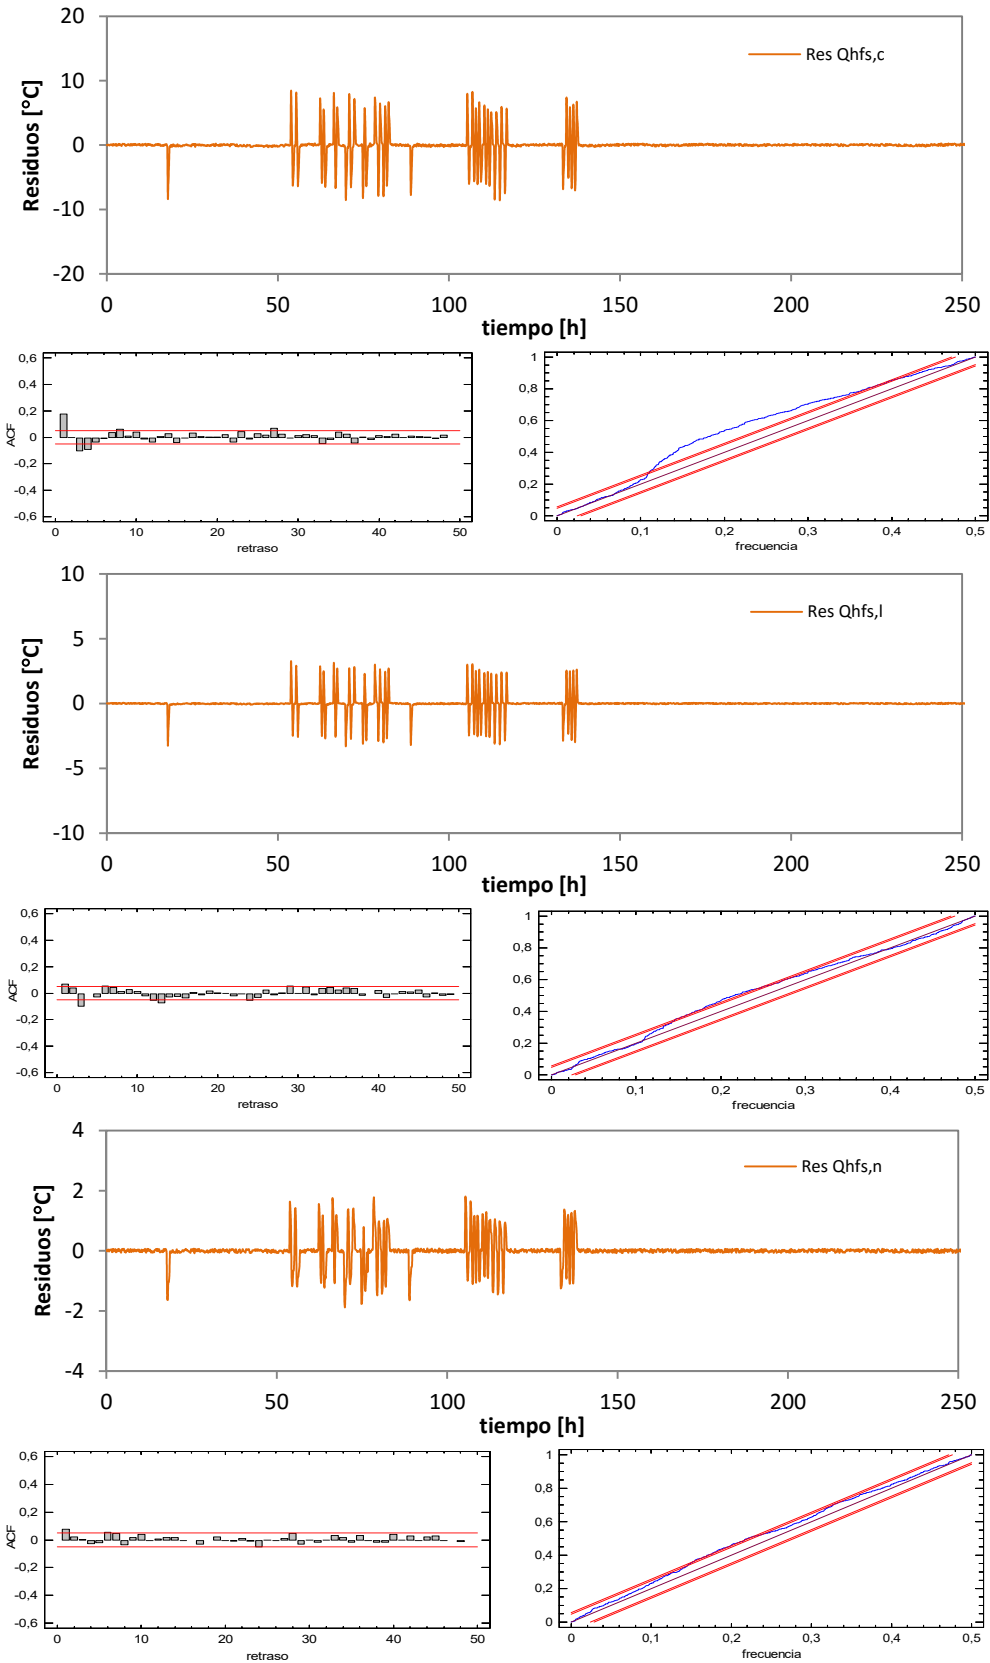 20
10
0
-10
-20
Residuos [°C]
Res Qhfs,c
0 50 100 150 200 250
tiempo [h]
0,6
0,4
0,2
0
-0,2
-0,4
-0,6
ACF
0 10 20 30 40 50
retraso
1
0,8
0,6
0,4
0,2
0
0 0,1 0,2 0,3 0,4 0,5
frecuencia
10
5
0
-5
-10
Residuos [°C]
Res Qhfs,l
0 50 100 150 200 250
tiempo [h]
0,6
0,4
0,2
0
-0,2
-0,4
-0,6
ACF
0 10 20 30 40 50
retraso
1
0,8
0,6
0,4
0,2
0
0 0,1 0,2 0,3 0,4 0,5
frecuencia
4
2
0
-2
-4
Residuos [°C]
Res Qhfs,n
0 50 100 150 200 250
tiempo [h]
0,6
0,4
0,2
0
-0,2
-0,4
-0,6
ACF
0 10 20 30 40 50
retraso
1
0,8
0,6
0,4
0,2
0
0 0,1 0,2 0,3 0,4 0,5
frecuencia